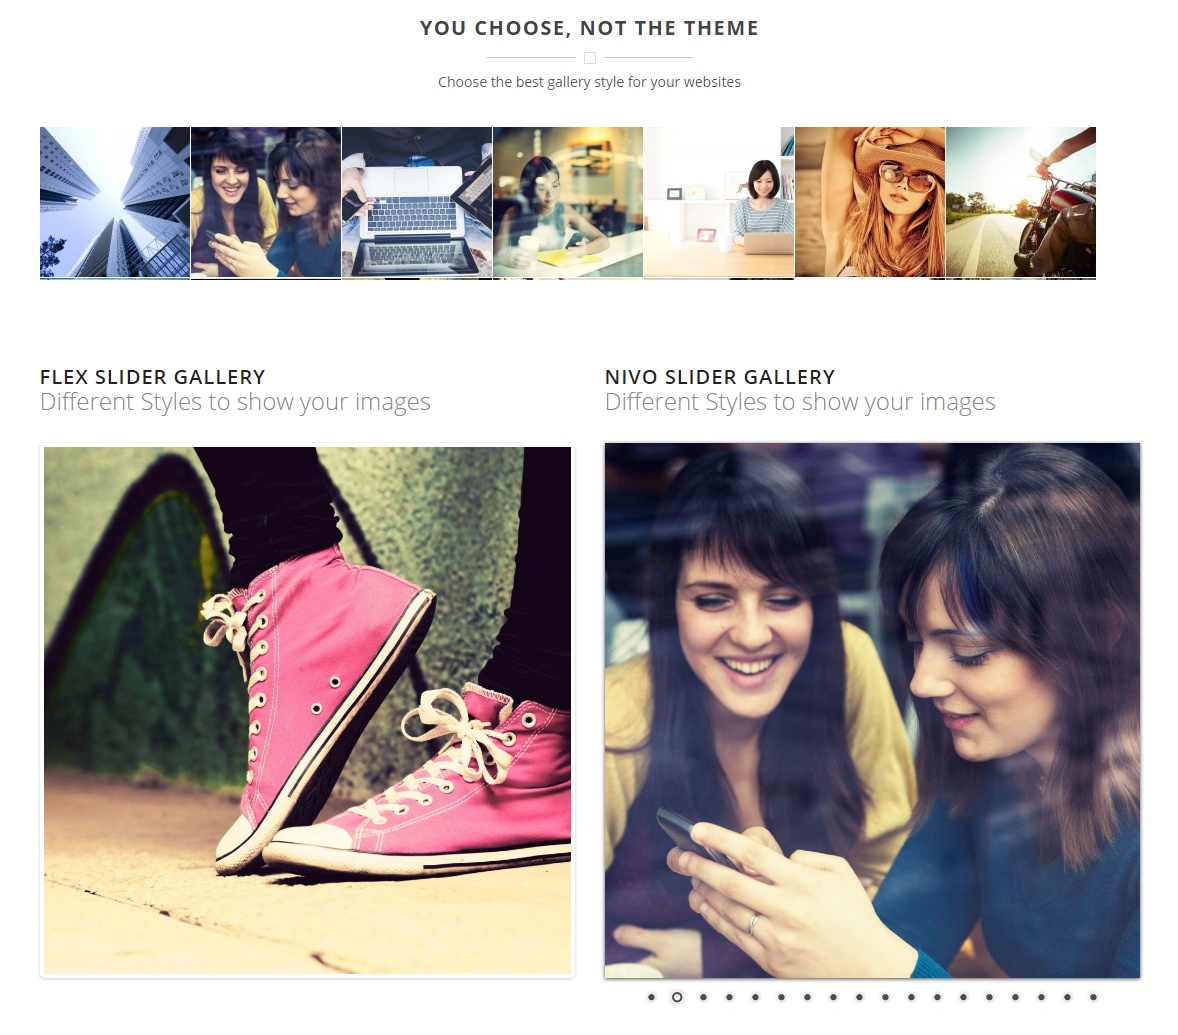 YOU CHOOSE, NOT THE THEME
Choose the best gallery style for your websites
FLEX SLIDER GALLERY
Different Styles to show your images
NIVO SLIDER GALLERY
Different Styles to show your images